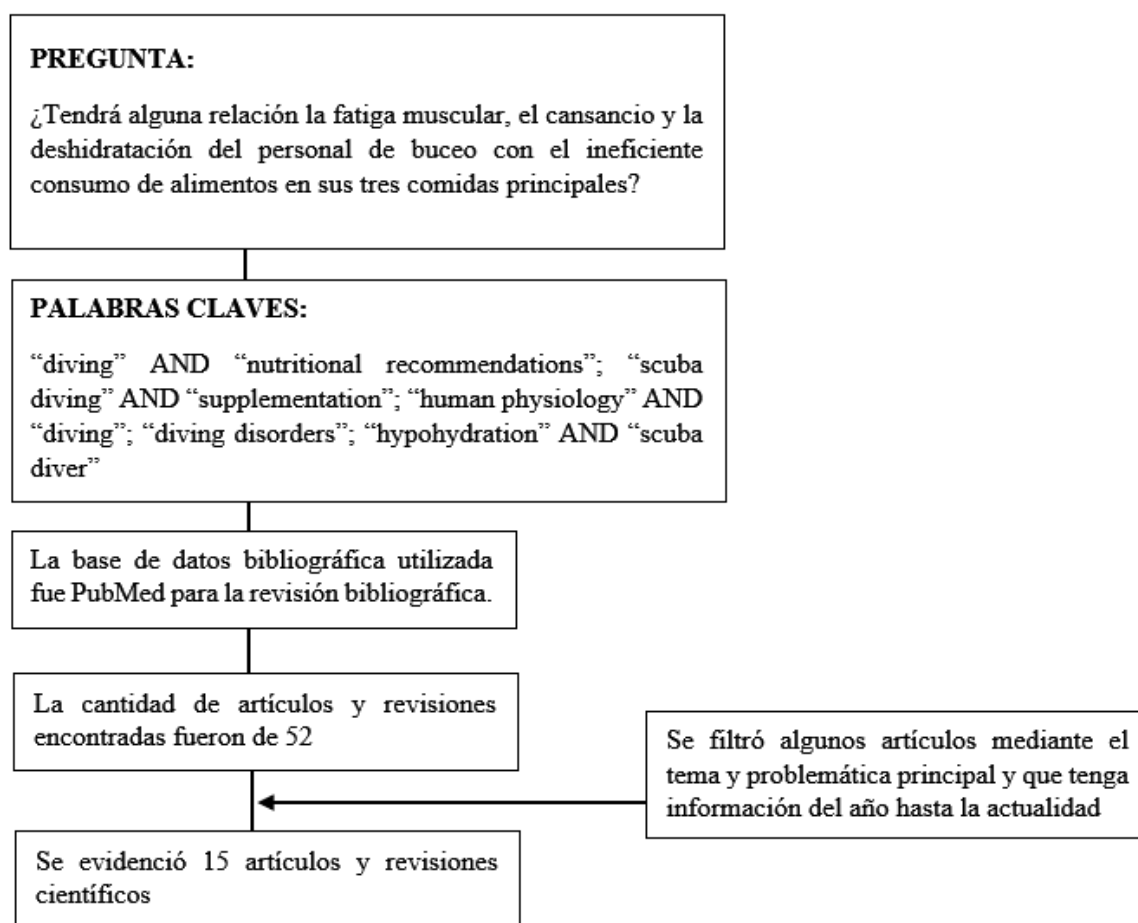 PREGUNTA:
¿Tendrá alguna relación la fatiga muscular, el cansancio y la
deshidratación del personal de buceo con el ineficiente
consumo de alimentos en sus tres comidas principales?
PALABRAS CLAVES:
“diving” AND “nutritional recommendations”; “scuba
diving” AND “supplementation”; “human physiology” AND
“diving”; “diving disorders”; “hypohydration” AND “scuba
diver”
La base de datos bibliográfica utilizada
fue PubMed para la revisión bibliográfica.
La cantidad de artículos y revisiones
encontradas fueron de 52
Se filtró algunos artículos mediante el
tema y problemática principal y que tenga
información del año hasta la actualidad
Se evidenció 15 artículos y revisiones
científicos